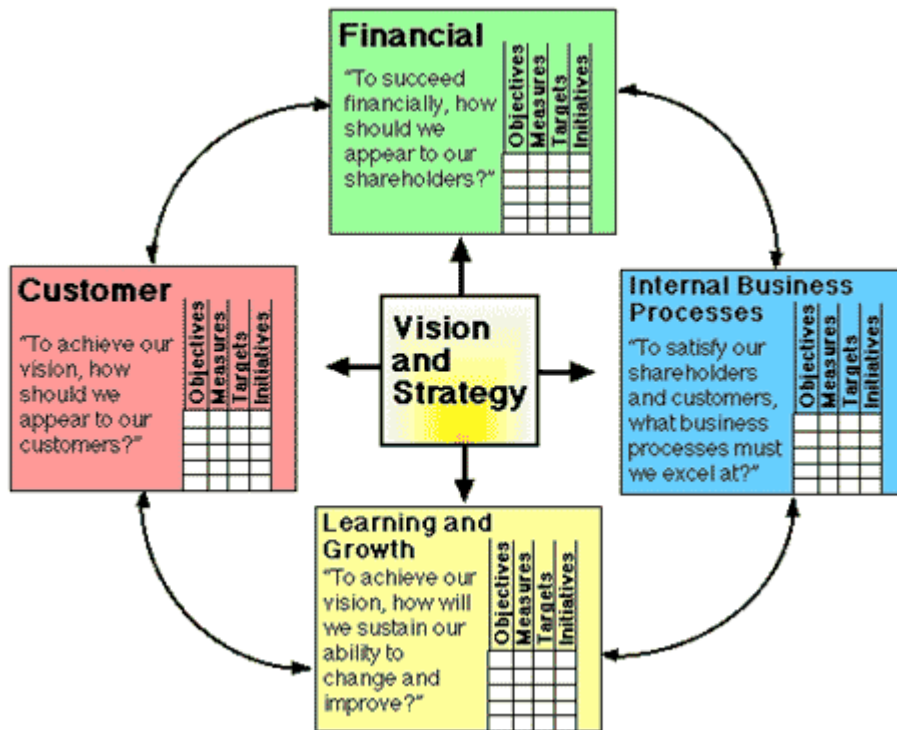 Financial
"To succeed
financially, how
should we
appear to our
shareholders?"
Objectives
Measures
Targets
Initiatives
Customer
"To achieve our
vision, how
should we
appear to our
customers?"
Objectives
Measures
Targets
Initiatives
Vision
and
Strategy
Internal Business
Processes
"To satisfy our
shareholders
and customers,
what business
processes must
we excel at?"
Objectives
Measures
Targets
Initiatives
Learning and
Growth
"To achieve our
vision, how will
we sustain our
ability to
change and
improve?"
Objectives
Measures
Targets
Initiatives